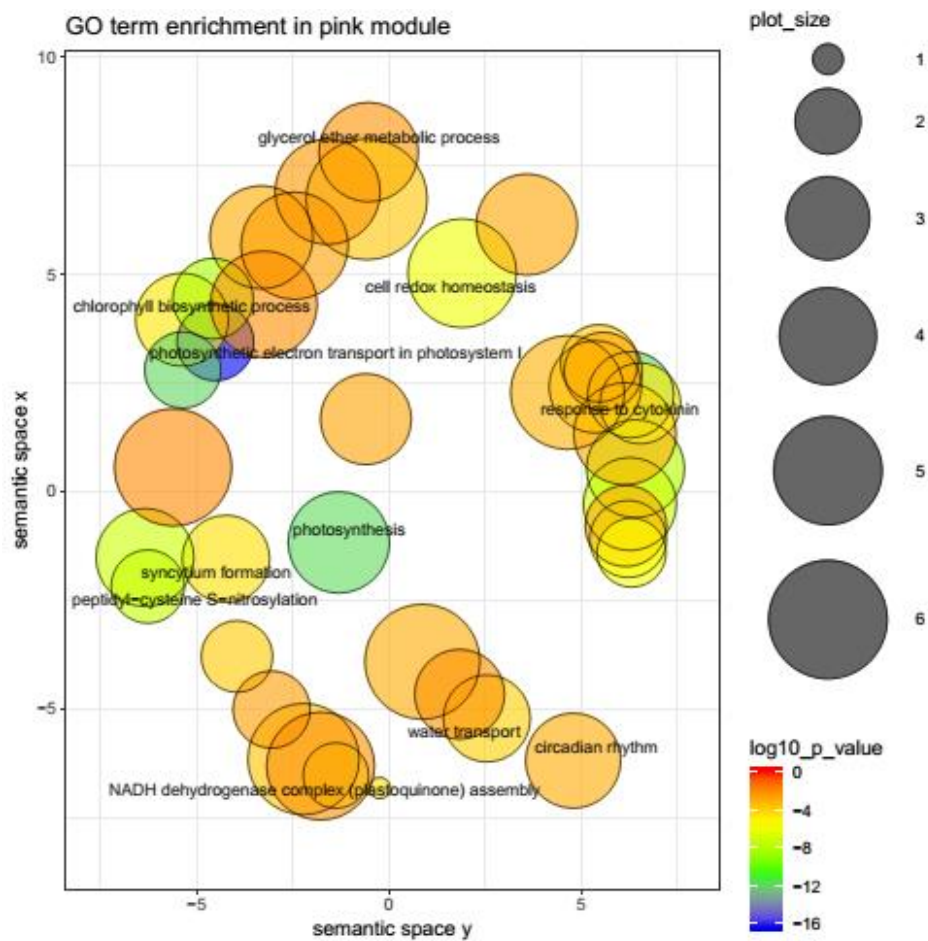 GO term enrichment in pink module
plot_size
1
2
3
4
5
6
10
5
0
−5
semantic space x
glycerol ether metabolic process
cell redox homeostasis
chlorophyll biosynthetic process
photosynthetic electron transport in photosystem I
response to cytokinin
photosynthesis
syncytium formation
peptidyl−cysteine S−nitrosylation
water transport
circadian rhythm
NADH dehydrogenase complex (plastoquinone) assembly
−5
0
5
semantic space y
log10_p_value
0
−4
−8
−12
−16